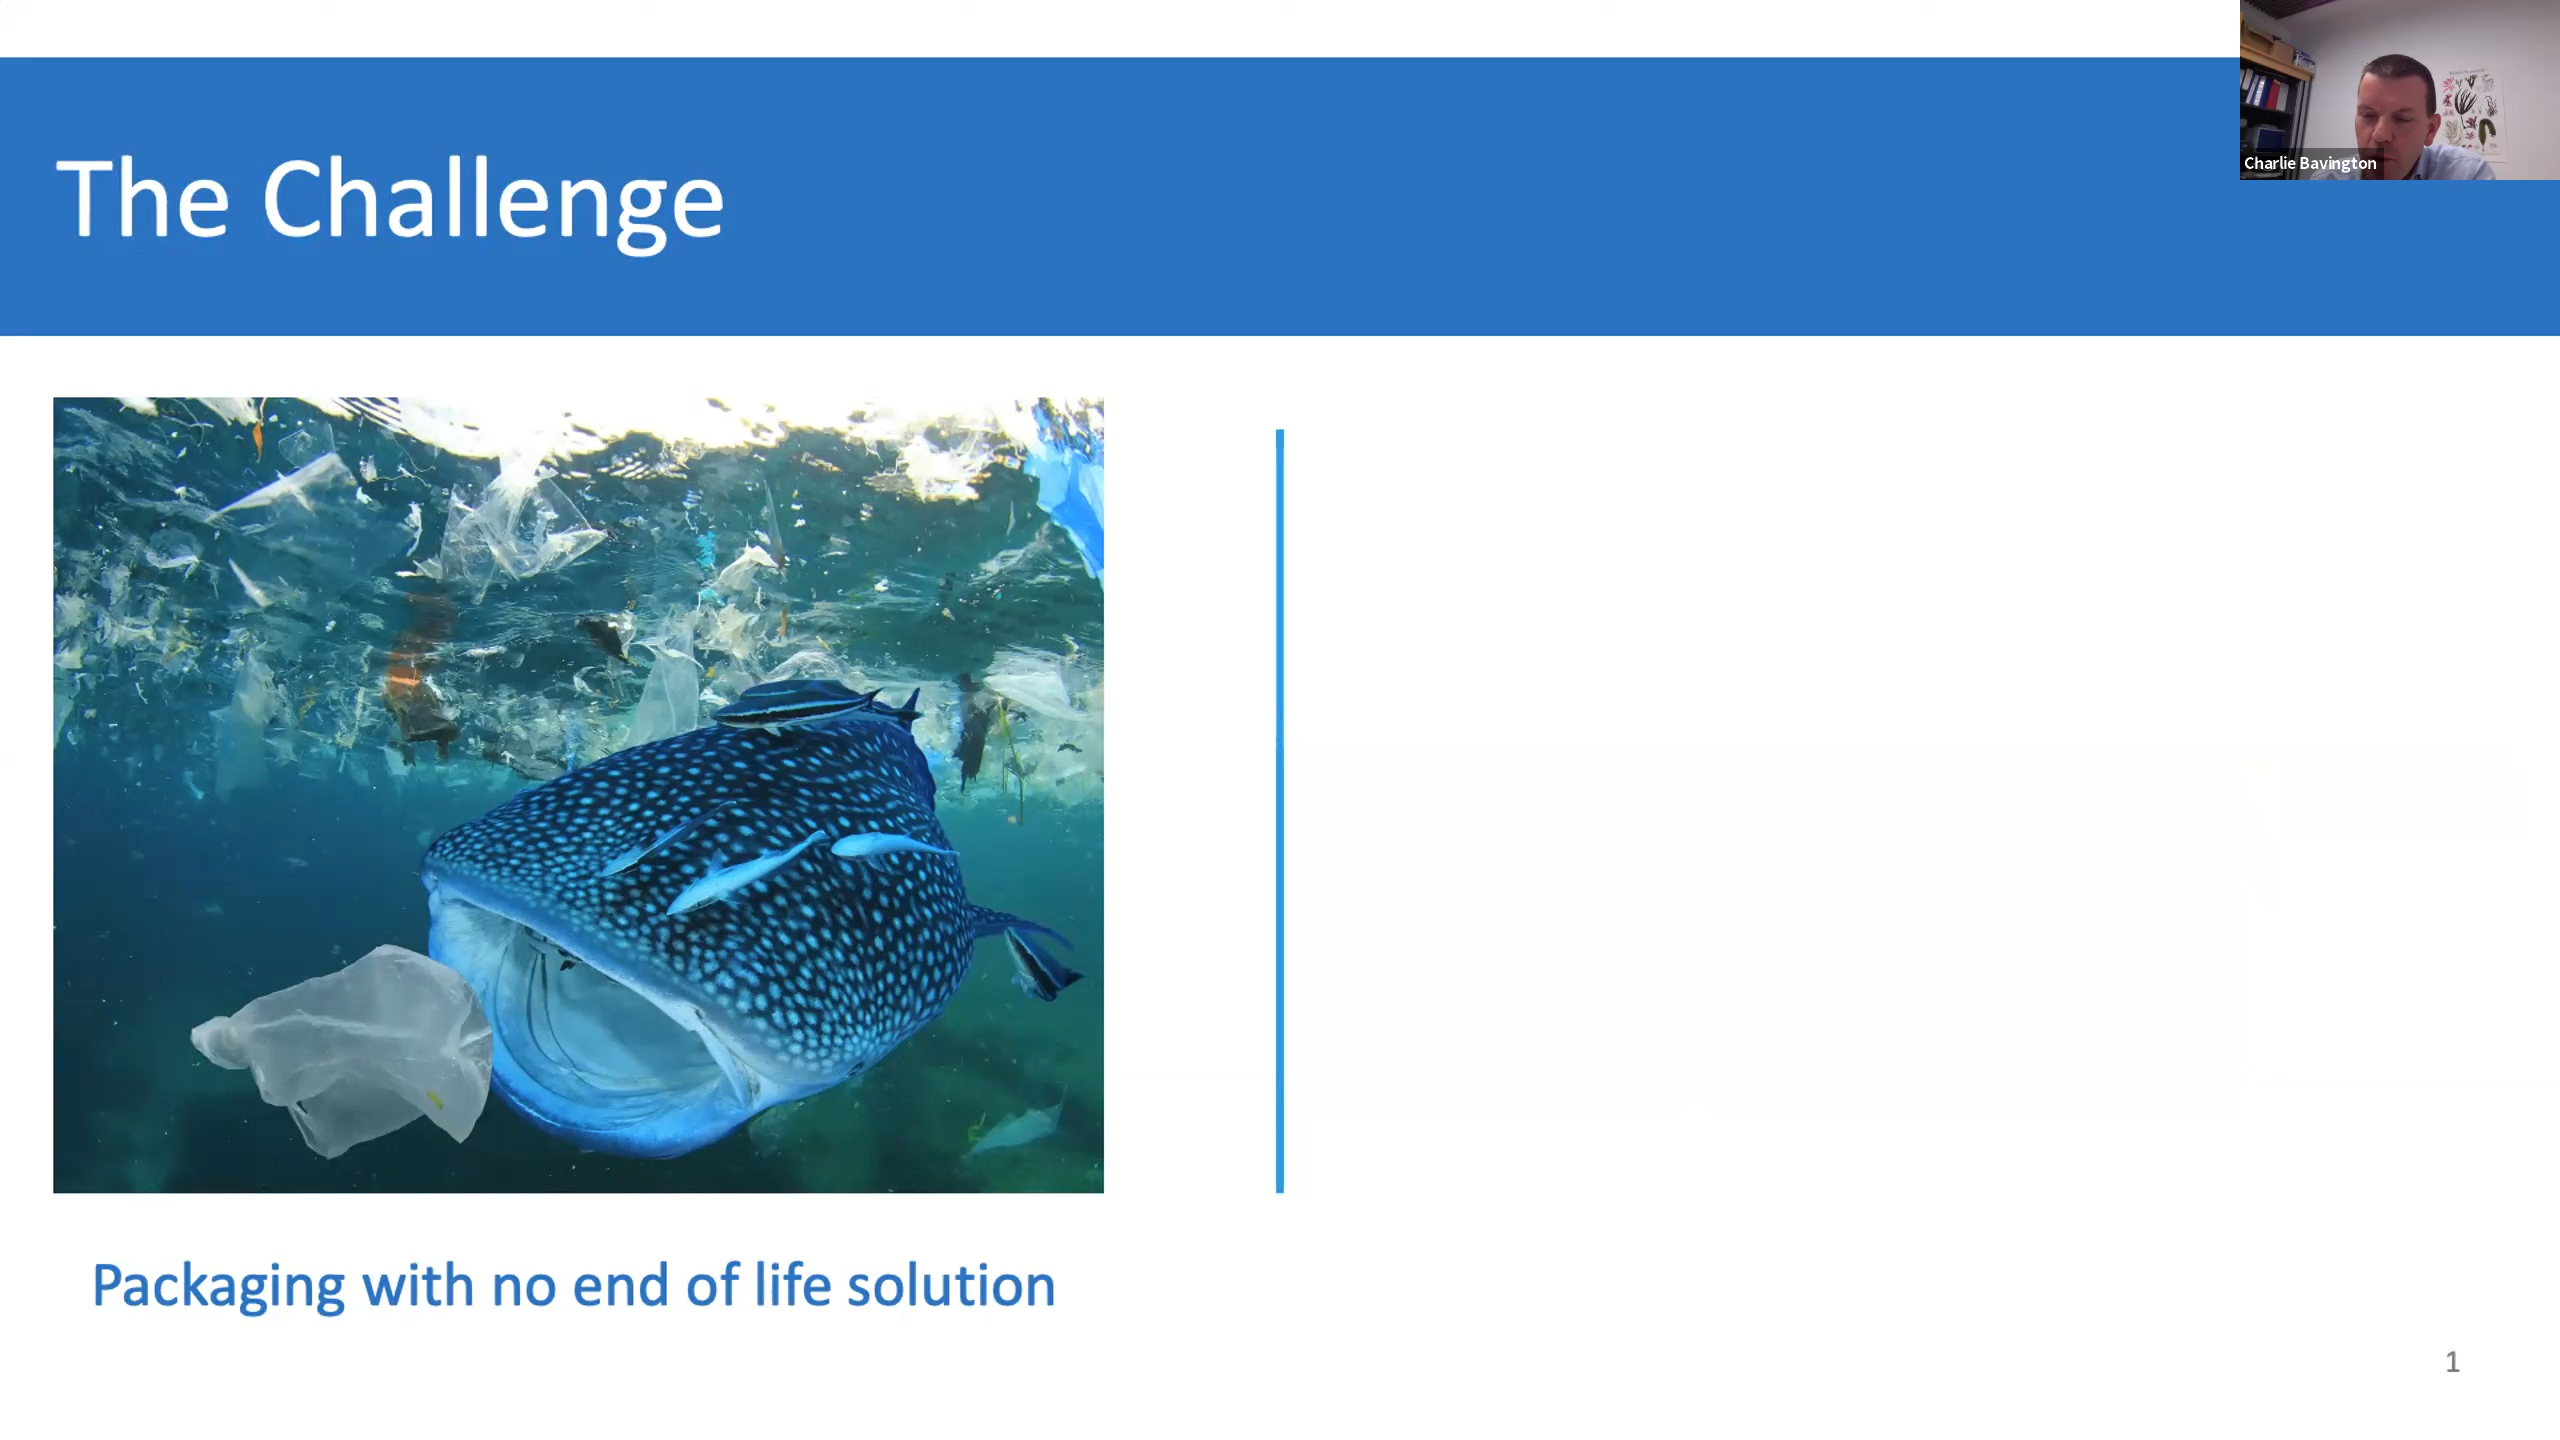 The Challenge
Charlie Bavington
Packaging with no end of life solution
1